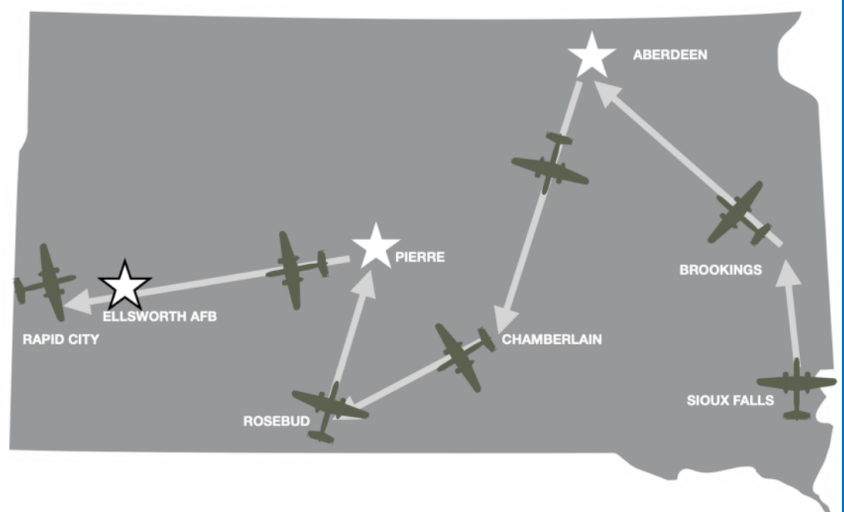 ABERDEEN
PIERRE
BROOKINGS
ELLSWORTH AFB
RAPID CITY
CHAMBERLAIN
SIOUX FALLS
ROSEBUD